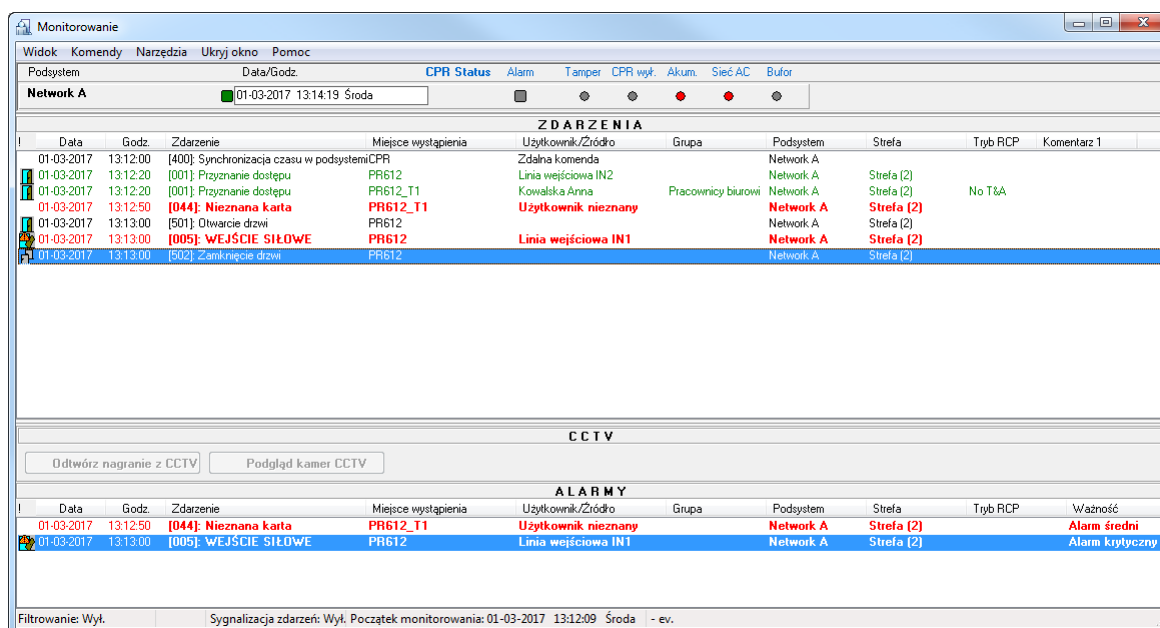 Monitorowanie
Widok Komendy Narzędzia Ukryj okno Pomoc
Podsystem Data/Godz. CPR Status Alarm Tamper CPR wył. Akum. Sieć AC Bufor
Network A 01-03-2017 13:14:19 Środa
ZDARZENIA
! Data Godz. Zdarzenie Miejsce wystąpienia Użytkownik/Źródło Grupa Podsystem Strefa Tryb RCP Komentarz 1
01-03-2017 13:12:00 [400]: Synchronizacja czasu w podsystemi CPR Zdalna komenda Network A
01-03-2017 13:12:20 [001]: Przyznanie dostępu PR612 Linia wejściowa IN2 Network A Strefa (2)
01-03-2017 13:12:20 [001]: Przyznanie dostępu PR612_T1 Kowalska Anna Pracownicy biurowi Network A Strefa (2) No T&A
01-03-2017 13:12:50 [044]: Nieznana karta PR612_T1 Użytkownik nieznany Network A Strefa (2)
01-03-2017 13:13:00 [501]: Otwarcie drzwi PR612 Network A Strefa (2)
01-03-2017 13:13:00 [005]: WEJŚCIE SIŁOWE PR612 Linia wejściowa IN1 Network A Strefa (2)
01-03-2017 13:13:00 [502]: Zamknięcie drzwi PR612 Network A Strefa (2)
CCTV
Odtwórz nagranie z CCTV Podgląd kamer CCTV
ALARMY
! Data Godz. Zdarzenie Miejsce wystąpienia Użytkownik/Źródło Grupa Podsystem Strefa Tryb RCP Ważność
01-03-2017 13:12:50 [044]: Nieznana karta PR612_T1 Użytkownik nieznany Network A Strefa (2) Alarm średni
01-03-2017 13:13:00 [005]: WEJŚCIE SIŁOWE PR612 Linia wejściowa IN1 Network A Strefa (2) Alarm krytyczny
Filtrowanie: Wył. Sygnalizacja zdarzeń: Wył. Początek monitorowania: 01-03-2017 13:12:09 Środa - ev.